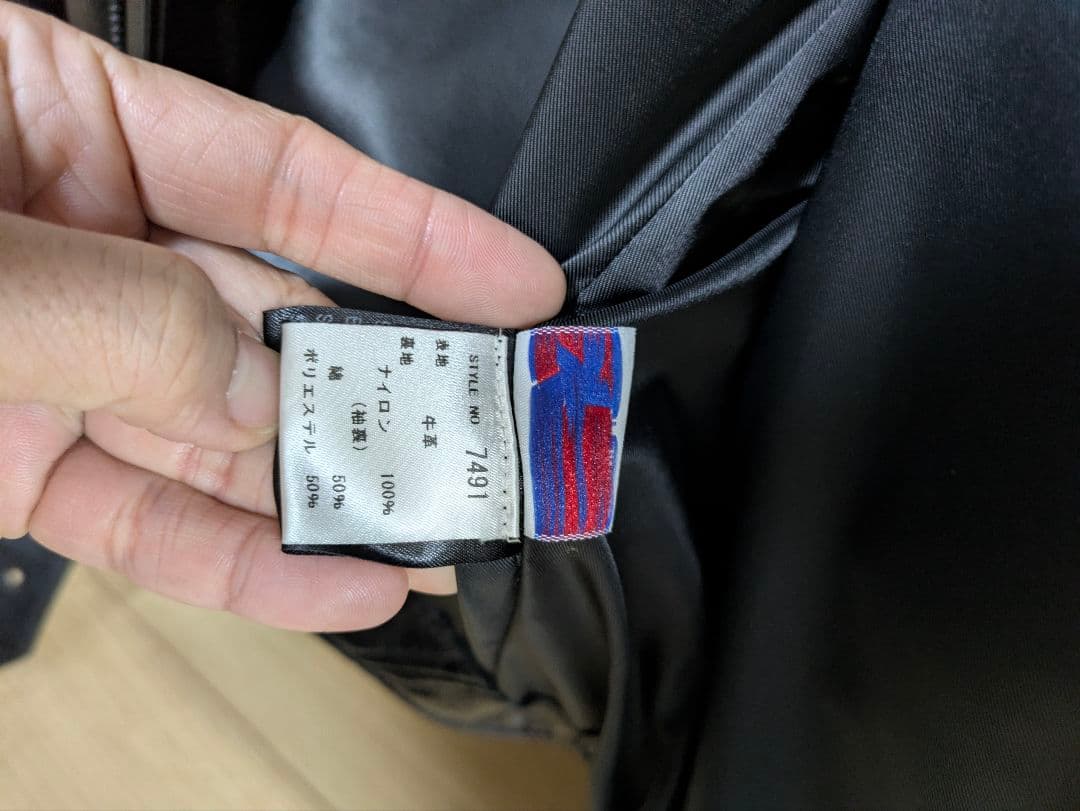 STYLE NO 7491
表地 牛革
裏地
ナイロン 100%
(袖裏)
綿 50%
ポリエステル 50%